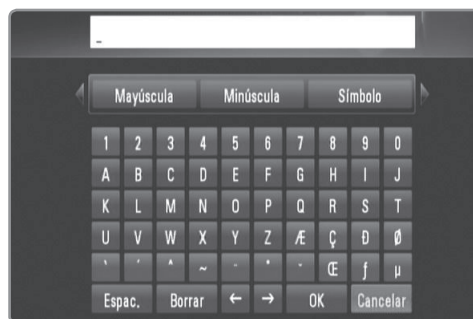 _
Mayúscula Minúscula Símbolo
1 2 3 4 5 6 7 8 9 0
A B C D E F G H I J
K L M N O P Q R S T
U V W X Y Z Æ Ç Ð Ø
` ´ ^ ~ ¨ ˚ ˘ Œ ƒ µ
Espac. Borrar ← → OK Cancelar